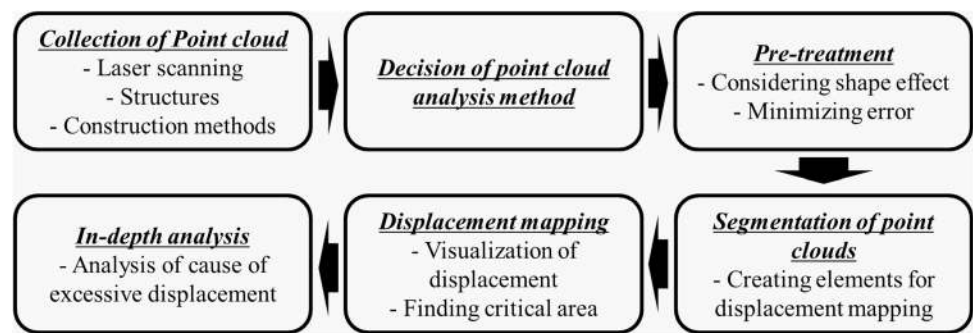 Collection of Point cloud
- Laser scanning
- Structures
- Construction methods
Decision of point cloud
analysis method
Pre-treatment
- Considering shape effect
- Minimizing error
Segmentation of point
clouds
- Creating elements for
displacement mapping
Displacement mapping
- Visualization of
displacement
- Finding critical area
In-depth analysis
- Analysis of cause of
excessive displacement